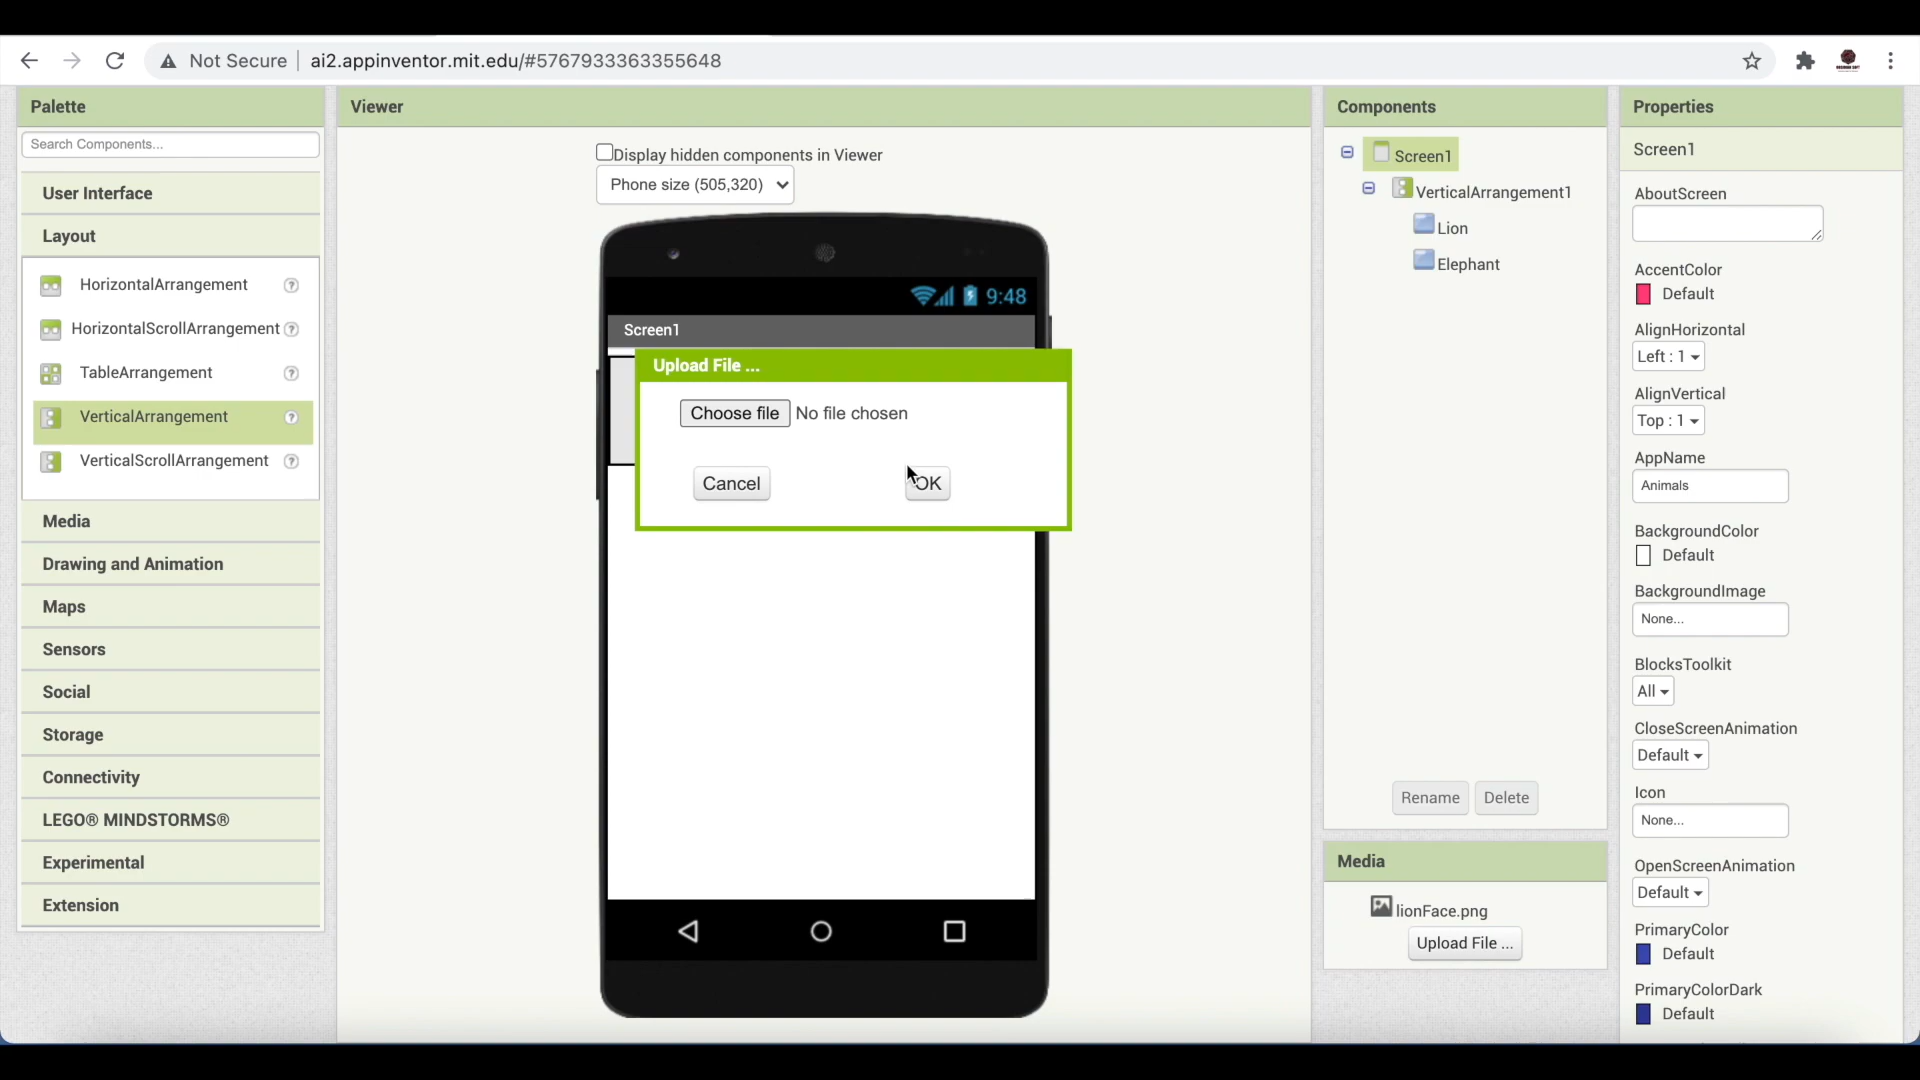 Not Secure
ai2.appinventor.mit.edu/#5767933363355648
Palette
Search Components...
User Interface
Layout
HorizontalArrangement
?
HorizontalScrollArrangement
?
TableArrangement
?
VerticalArrangement
?
VerticalScrollArrangement
?
Media
Drawing and Animation
Maps
Sensors
Social
Storage
Connectivity
LEGO® MINDSTORMS®
Experimental
Extension
Viewer
Display hidden components in Viewer
Phone size (505,320)
9:48
Screen1
Upload File ...
Choose file No file chosen
Cancel
OK
Components
Screen1
VerticalArrangement1
Lion
Elephant
Rename
Delete
Media
lionFace.png
Upload File ...
Properties
Screen1
AboutScreen
AccentColor
Default
AlignHorizontal
Left : 1
AlignVertical
Top : 1
AppName
Animals
BackgroundColor
Default
BackgroundImage
None...
BlocksToolkit
All
CloseScreenAnimation
Default
Icon
None...
OpenScreenAnimation
Default
PrimaryColor
Default
PrimaryColorDark
Default